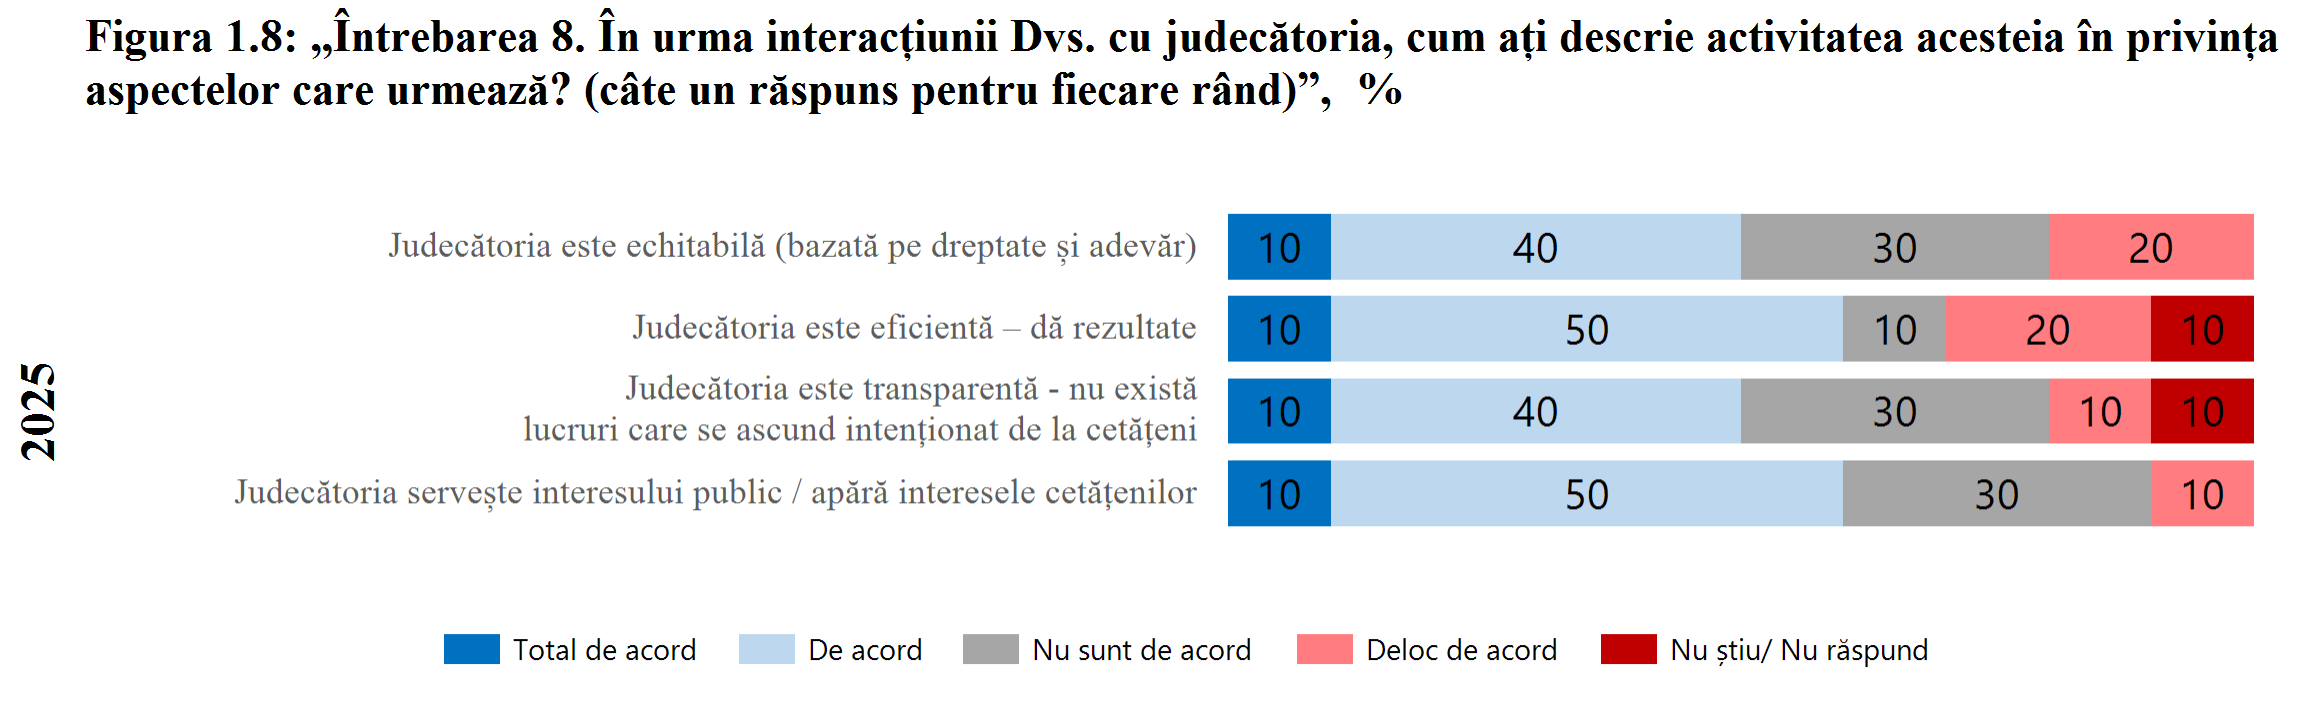 Figura 1.8: „Întrebarea 8. În urma interacțiunii Dvs. cu judecătoria, cum ați descrie activitatea acesteia în privința
aspectelor care urmează? (câte un răspuns pentru fiecare rând)”, %
2025
Judecătoria este echitabilă (bazată pe dreptate și adevăr)
10 40 30 20
Judecătoria este eficientă – dă rezultate
10 50 10 20 10
Judecătoria este transparentă - nu există
lucruri care se ascund intenționat de la cetățeni
10 40 30 10 10
Judecătoria servește interesului public / apără interesele cetățenilor
10 50 30 10
Total de acord De acord Nu sunt de acord Deloc de acord Nu știu/ Nu răspund